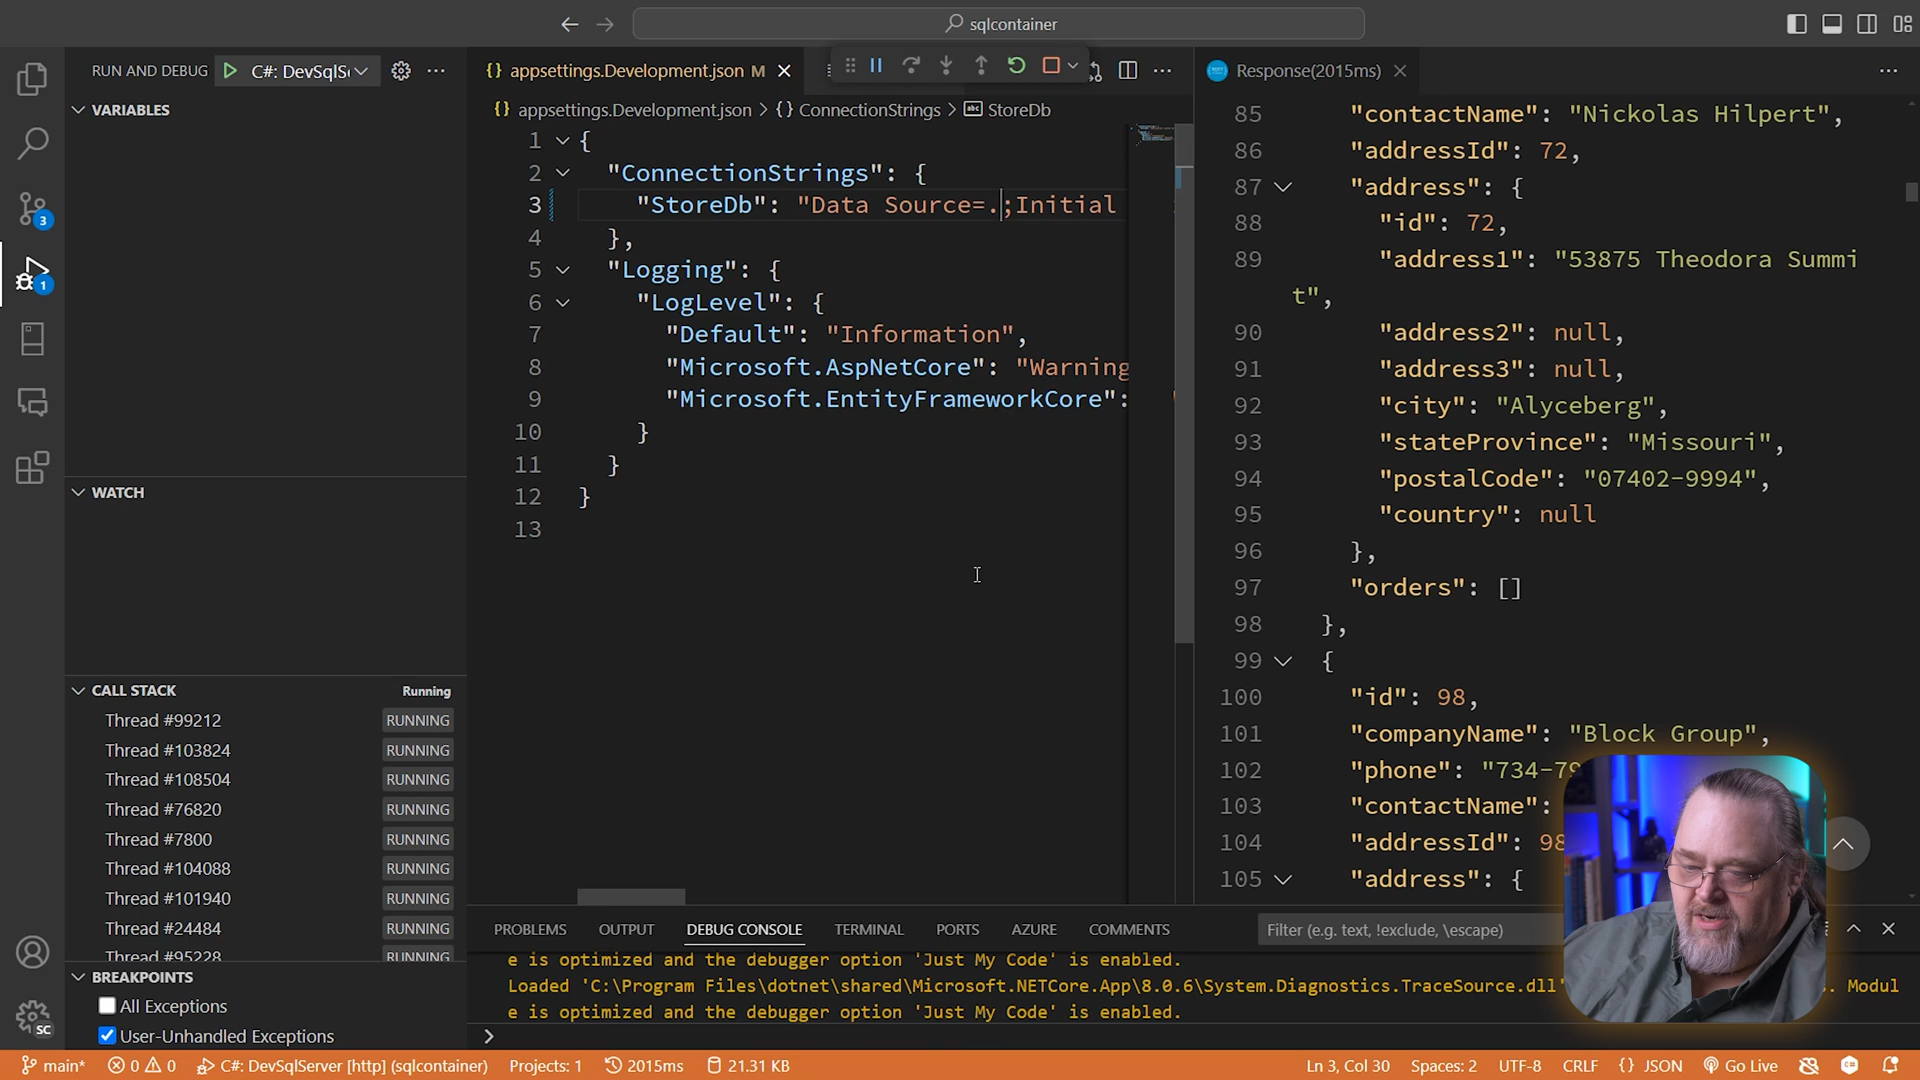 sqlcontainer
RUN AND DEBUG
C#: DevSqlS
VARIABLES
WATCH
CALL STACK
Running
Thread #99212 RUNNING
Thread #103824 RUNNING
Thread #108504 RUNNING
Thread #76820 RUNNING
Thread #7800 RUNNING
Thread #104088 RUNNING
Thread #101940 RUNNING
Thread #24484 RUNNING
Thread #95228 RUNNING
BREAKPOINTS
All Exceptions
User-Unhandled Exceptions
3
1
SC
{} appsettings.Development.json M
{} appsettings.Development.json > {} ConnectionStrings > abc StoreDb
1 {
2 "ConnectionStrings": {
3 "StoreDb": "Data Source=.;Initial
4 },
5 "Logging": {
6 "LogLevel": {
7 "Default": "Information",
8 "Microsoft.AspNetCore": "Warning
9 "Microsoft.EntityFrameworkCore":
10 }
11 }
12 }
13
Response(2015ms)
85 "contactName": "Nickolas Hilpert",
86 "addressId": 72,
87 "address": {
88 "id": 72,
89 "address1": "53875 Theodora Summi
t",
90 "address2": null,
91 "address3": null,
92 "city": "Alyceberg",
93 "stateProvince": "Missouri",
94 "postalCode": "07402-9994",
95 "country": null
96 },
97 "orders": []
98 },
99 {
100 "id": 98,
101 "companyName": "Block Group",
102 "phone": "734-79
103 "contactName":
104 "addressId": 98
105 "address": {
PROBLEMS OUTPUT DEBUG CONSOLE TERMINAL PORTS AZURE COMMENTS
Filter (e.g. text, !exclude, \escape)
e is optimized and the debugger option 'Just My Code' is enabled.
Loaded 'C:\Program Files\dotnet\shared\Microsoft.NETCore.App\8.0.6\System.Diagnostics.TraceSource.dll'. Modul
e is optimized and the debugger option 'Just My Code' is enabled.
>
main* 0 0 C#: DevSqlServer [http] (sqlcontainer) Projects: 1 2015ms 21.31 KB Ln 3, Col 30 Spaces: 2 UTF-8 CRLF {} JSON Go Live